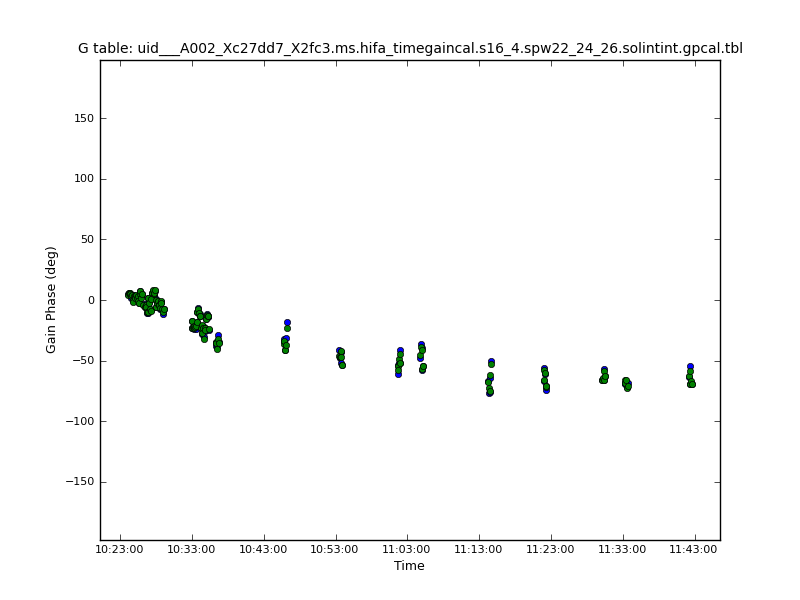 G table: uid___A002_Xc27dd7_X2fc3.ms.hifa_timegaincal.s16_4.spw22_24_26.solintint.gpcal.tbl
150
100
50
0
−50
−100
−150
Gain Phase (deg)
10:23:00 10:33:00 10:43:00 10:53:00 11:03:00 11:13:00 11:23:00 11:33:00 11:43:00
Time